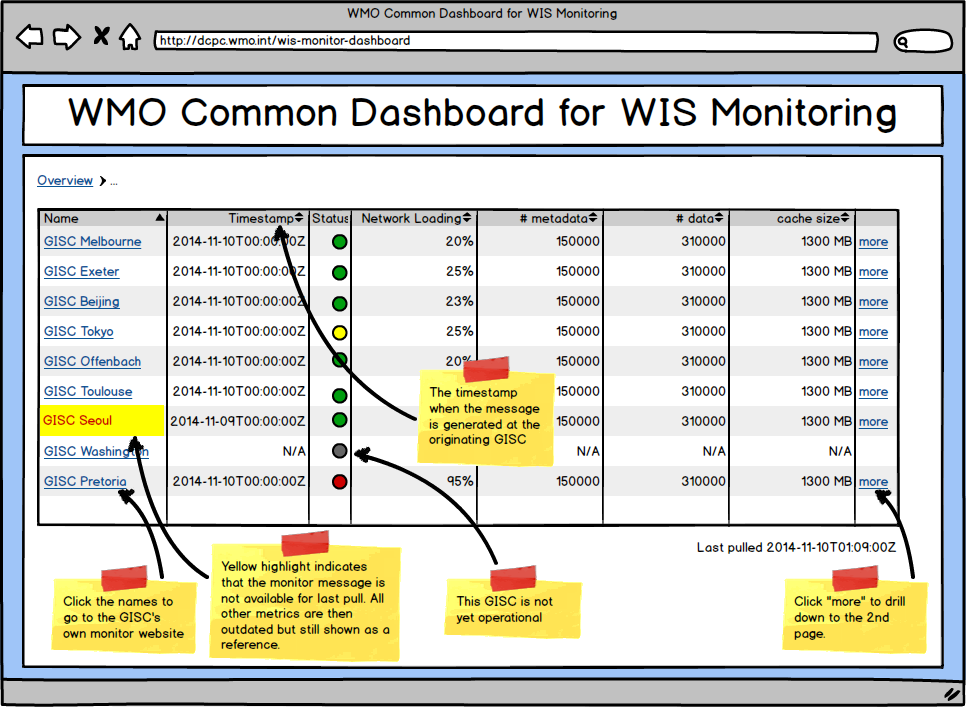 WMO Common Dashboard for WIS Monitoring
http://dcpc.wmo.int/wis-monitor-dashboard
WMO Common Dashboard for WIS Monitoring
Overview > ...
Name Timestamp Status Network Loading # metadata # data cache size
GISC Melbourne 2014-11-10T00:00:00Z 20% 150000 310000 1300 MB more
GISC Exeter 2014-11-10T00:00:00Z 25% 150000 310000 1300 MB more
GISC Beijing 2014-11-10T00:00:00Z 23% 150000 310000 1300 MB more
GISC Tokyo 2014-11-10T00:00:00Z 25% 150000 310000 1300 MB more
GISC Offenbach 2014-11-10T00:00:00Z 20% 150000 310000 1300 MB more
GISC Toulouse 2014-11-10T00:00:00Z 150000 310000 1300 MB more
GISC Seoul 2014-11-09T00:00:00Z 150000 310000 1300 MB more
GISC Washington N/A N/A N/A N/A
GISC Pretoria 2014-11-10T00:00:00Z 95% 150000 310000 1300 MB more
The timestamp
when the message
is generated at the
originating GISC
Last pulled 2014-11-10T01:09:00Z
Click the names to
go to the GISC's
own monitor website
Yellow highlight indicates
that the monitor message is
not available for last pull. All
other metrics are then
outdated but still shown as a
reference.
This GISC is not
yet operational
Click "more" to drill
down to the 2nd
page.